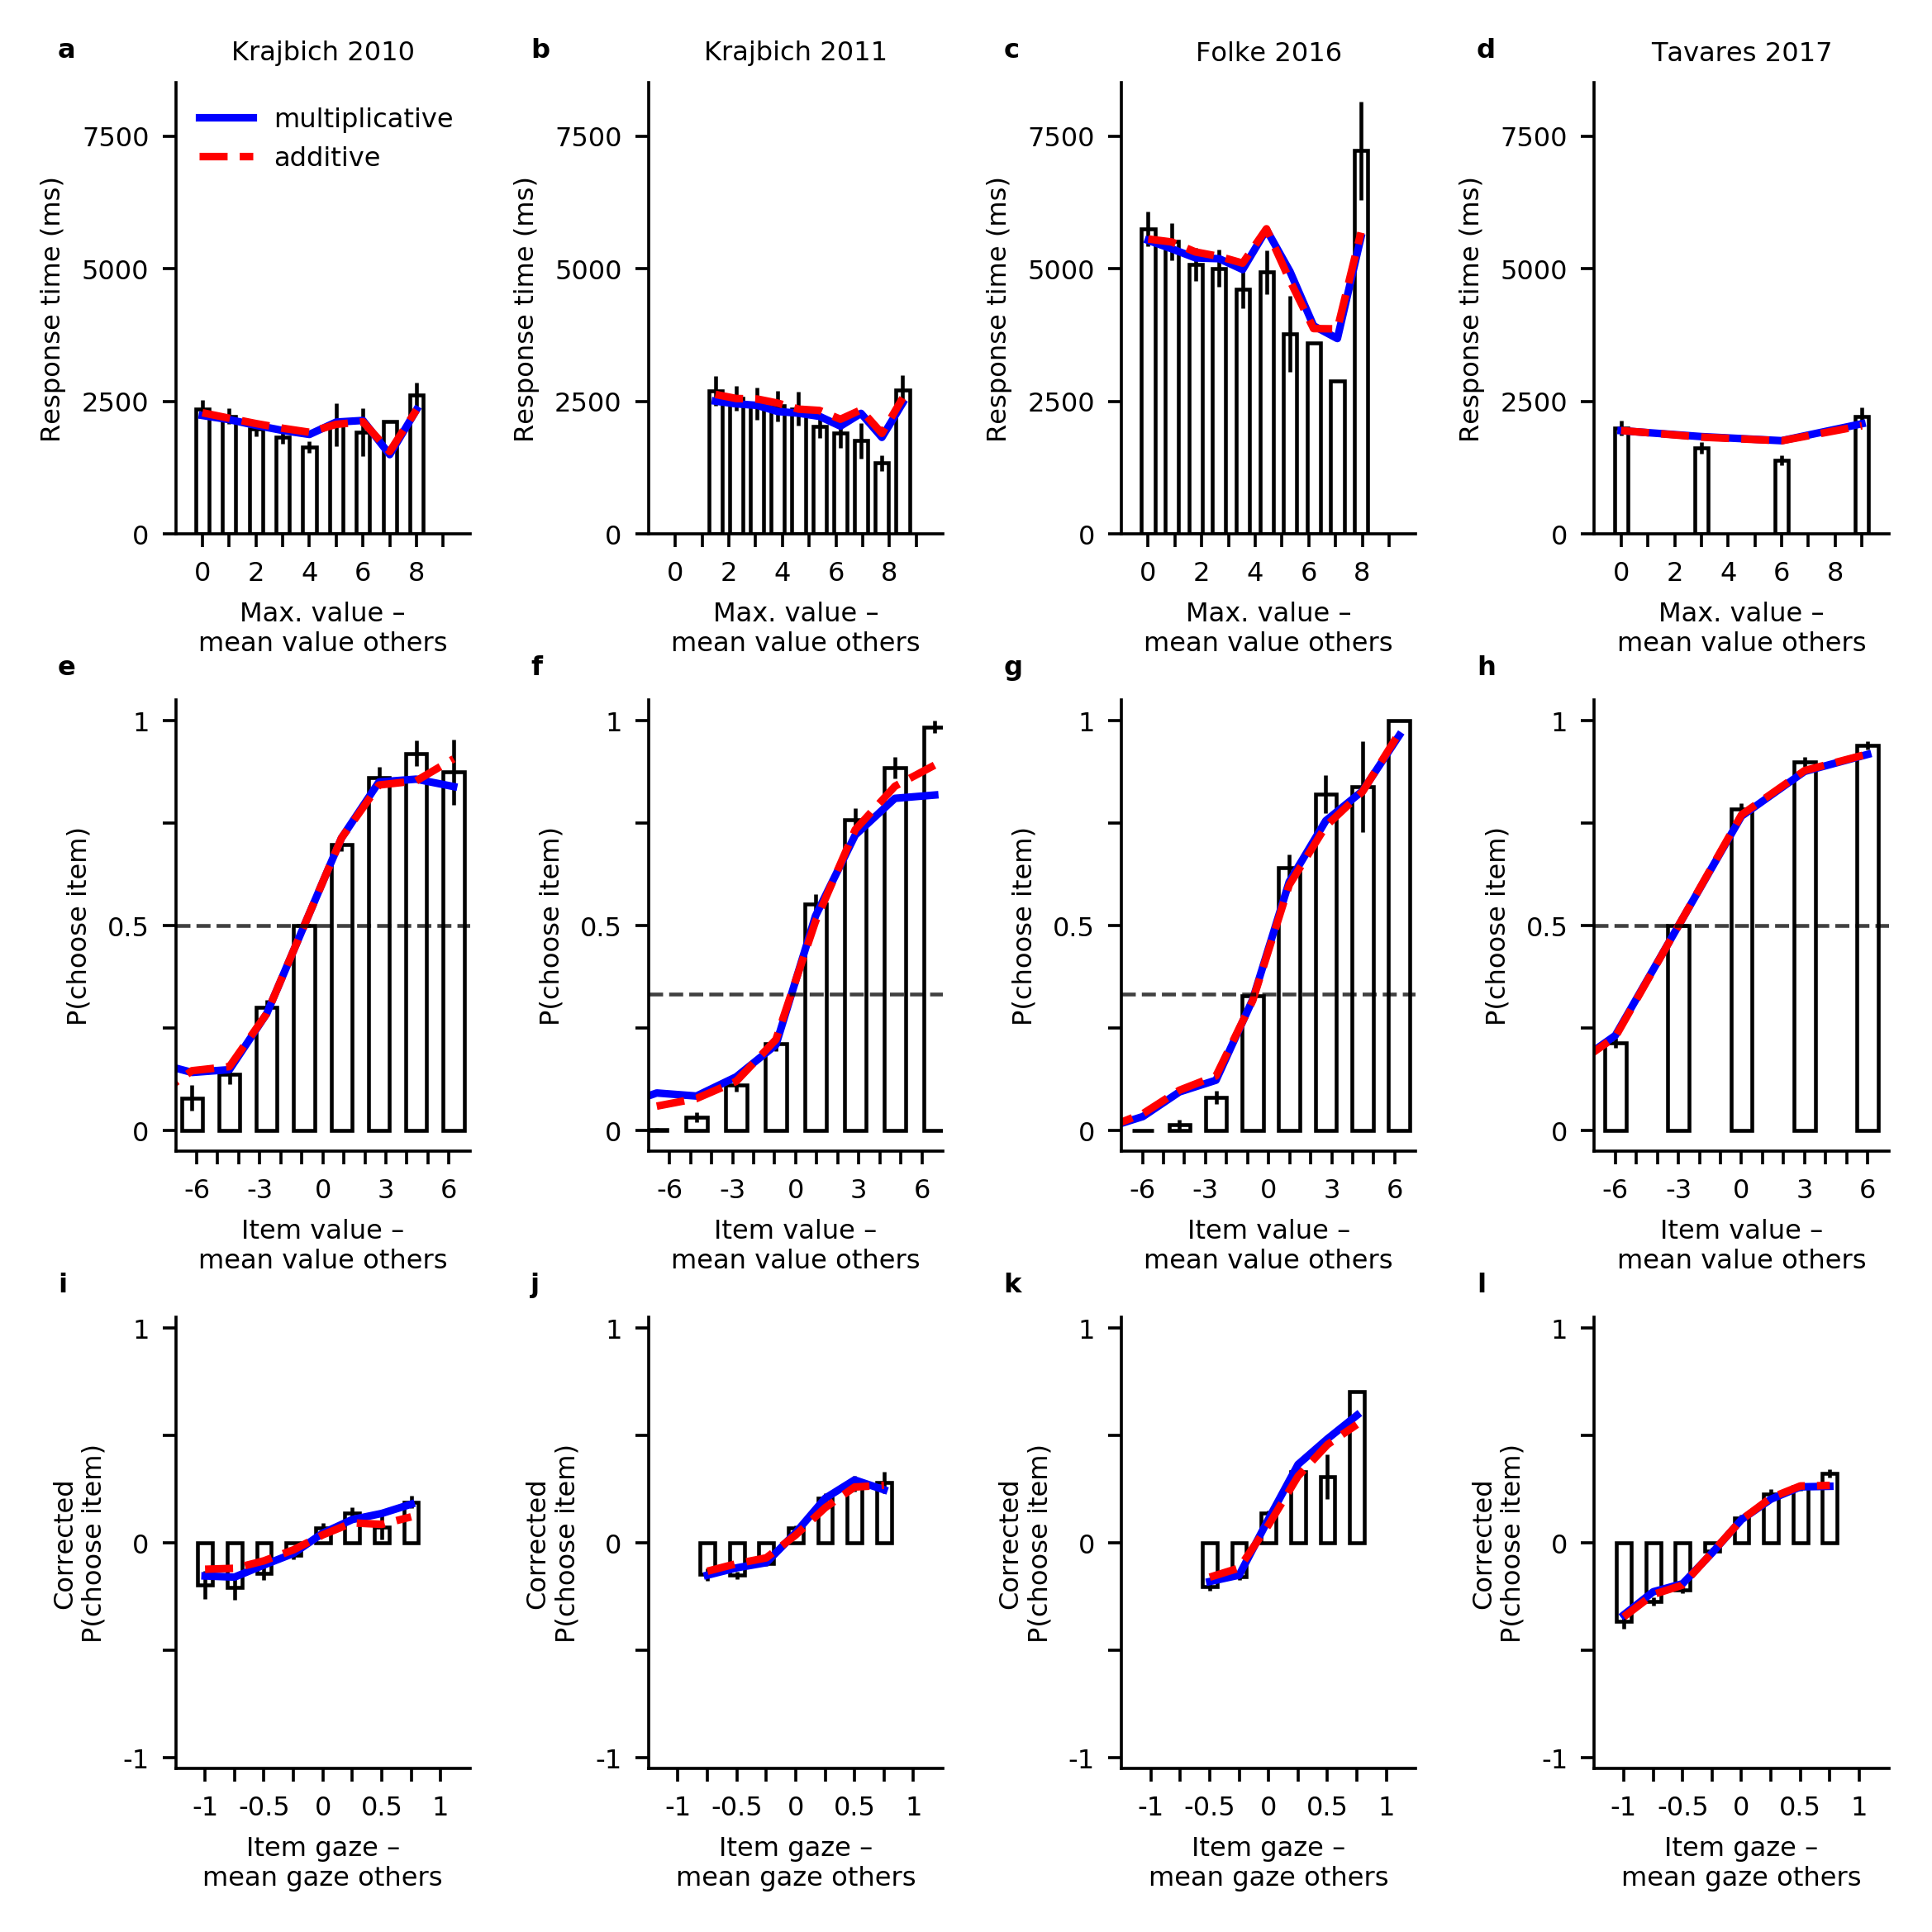 a Krajbich 2010
b Krajbich 2011
c Folke 2016
d Tavares 2017
multiplicative
additive
Response time (ms)
7500
5000
2500
0
0 2 4 6 8
Max. value –
mean value others
Response time (ms)
7500
5000
2500
0
0 2 4 6 8
Max. value –
mean value others
Response time (ms)
7500
5000
2500
0
0 2 4 6 8
Max. value –
mean value others
Response time (ms)
7500
5000
2500
0
0 2 4 6 8
Max. value –
mean value others
e
P(choose item)
1
0.5
0
-6 -3 0 3 6
Item value –
mean value others
f
P(choose item)
1
0.5
0
-6 -3 0 3 6
Item value –
mean value others
g
P(choose item)
1
0.5
0
-6 -3 0 3 6
Item value –
mean value others
h
P(choose item)
1
0.5
0
-6 -3 0 3 6
Item value –
mean value others
i
Corrected
P(choose item)
1
0
-1
-1 -0.5 0 0.5 1
Item gaze –
mean gaze others
j
Corrected
P(choose item)
1
0
-1
-1 -0.5 0 0.5 1
Item gaze –
mean gaze others
k
Corrected
P(choose item)
1
0
-1
-1 -0.5 0 0.5 1
Item gaze –
mean gaze others
l
Corrected
P(choose item)
1
0
-1
-1 -0.5 0 0.5 1
Item gaze –
mean gaze others